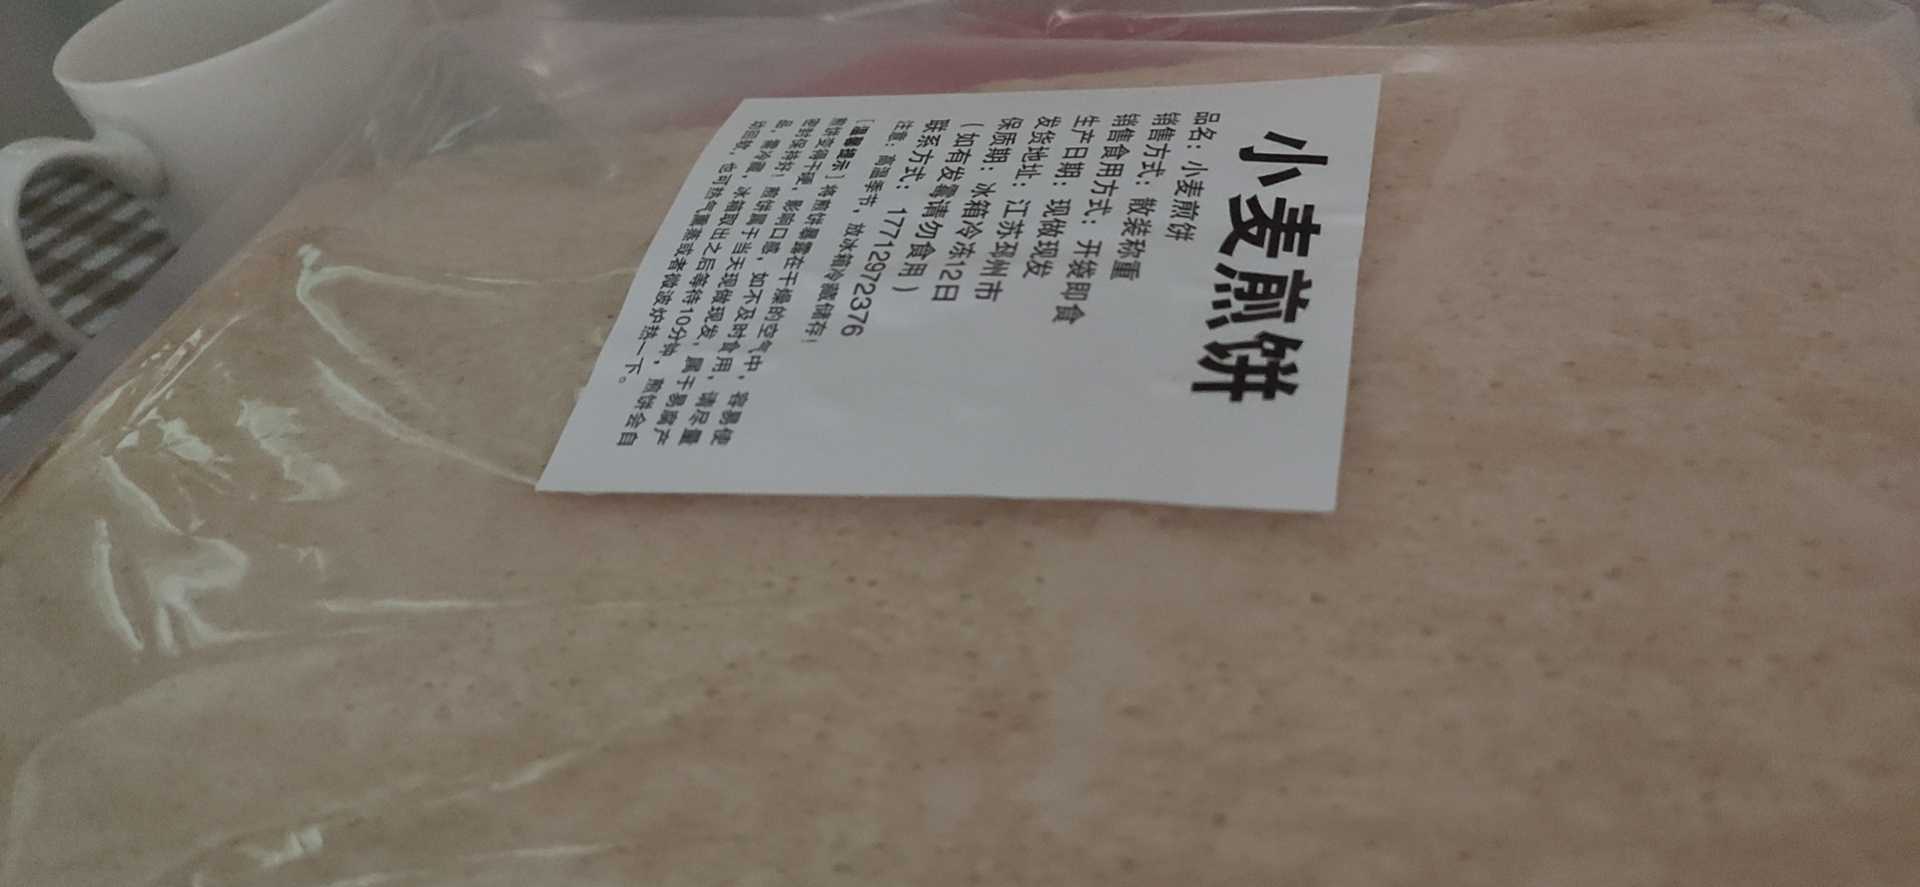 小麦煎饼
品名：小麦煎饼
销售方式：散装称重
销售食用方式：开袋即食
生产日期：现做现发
发货地址：江苏邳州市
保质期：冰箱冷冻12日
（如有发霉请勿食用）
联系方式：17712972376
注意：高温季节，放冰箱冷藏储存！
［温馨提示］将煎饼暴露在干燥的空气中，容易使
煎饼变得干硬，影响口感，如不及时食用，请尽量
密封保存好！煎饼属于当天现做现发，属于易腐产
品，需冷藏，冰箱取出之后等待10分钟，煎饼会自
动回软，也可热气熏蒸或者微波炉热一下。